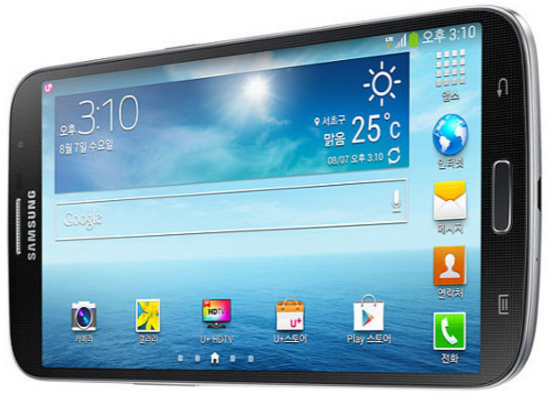 SAMSUNG
U+
LTE
오후 3:10
오후 3:10
8월 7일 수요일
서초구
맑음 25°c
08/07 오후 3:10
Google
앱스
인터넷
메시지
연락처
전화
카메라
갤러리
HDTV
U+ HDTV
U+
U+스토어
Play 스토어